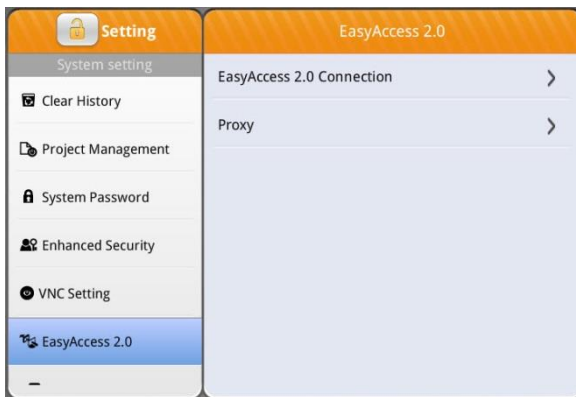 Setting
System setting
Clear History
Project Management
System Password
Enhanced Security
VNC Setting
EasyAccess 2.0
EasyAccess 2.0
EasyAccess 2.0 Connection
Proxy